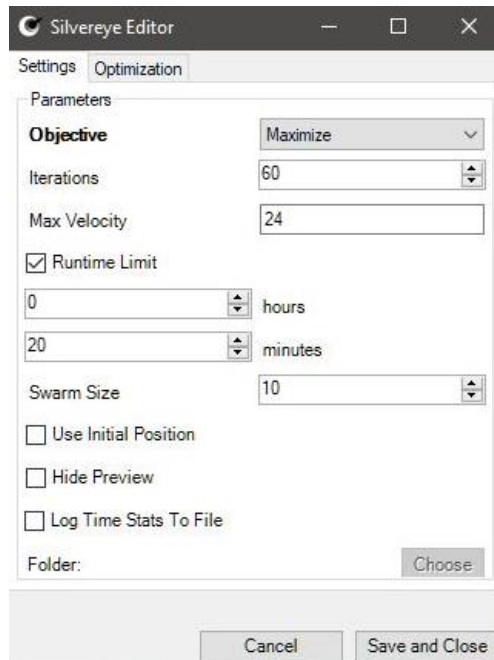 Silvereye Editor
Settings Optimization
Parameters
Objective Maximize
Iterations 60
Max Velocity 24
Runtime Limit
0 hours
20 minutes
Swarm Size 10
Use Initial Position
Hide Preview
Log Time Stats To File
Folder: Choose
Cancel Save and Close